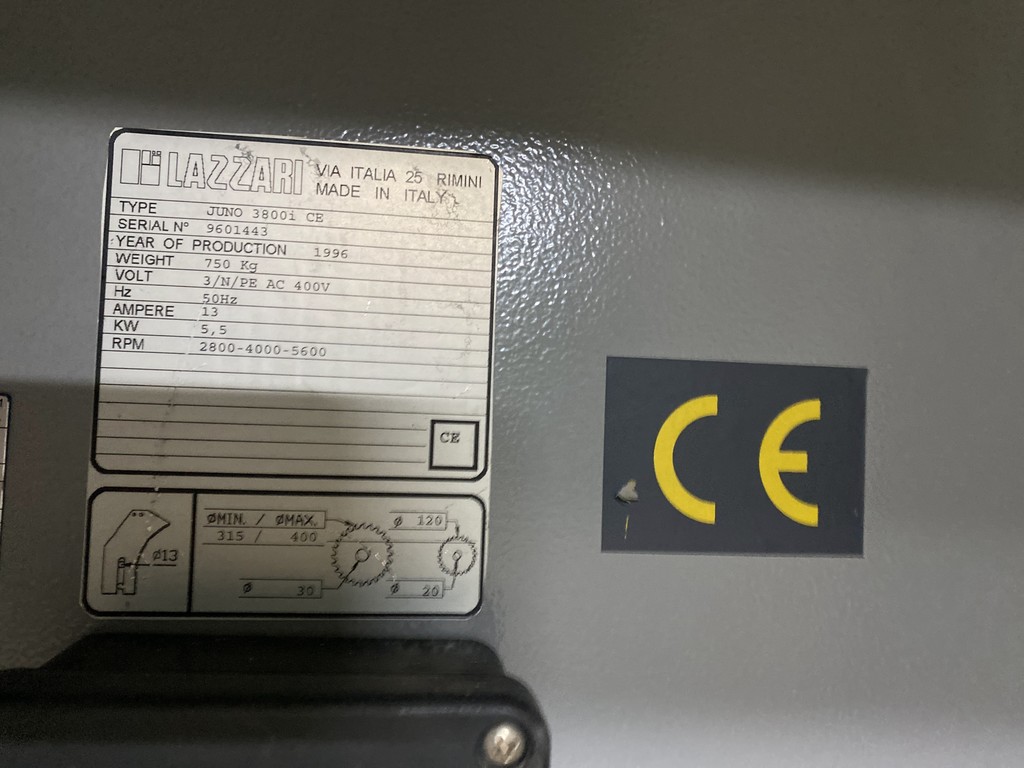 LAZZARI VIA ITALIA 25 RIMINI
MADE IN ITALY
TYPE JUNO 3800i CE
SERIAL N° 9601443
YEAR OF PRODUCTION 1996
WEIGHT 750 Kg
VOLT 3/N/PE AC 400V
Hz 50Hz
AMPERE 13
KW 5,5
RPM 2800-4000-5600
CE
ØMIN. / ØMAX. Ø 120
315 / 400
Ø13
Ø 30 Ø 20
CE